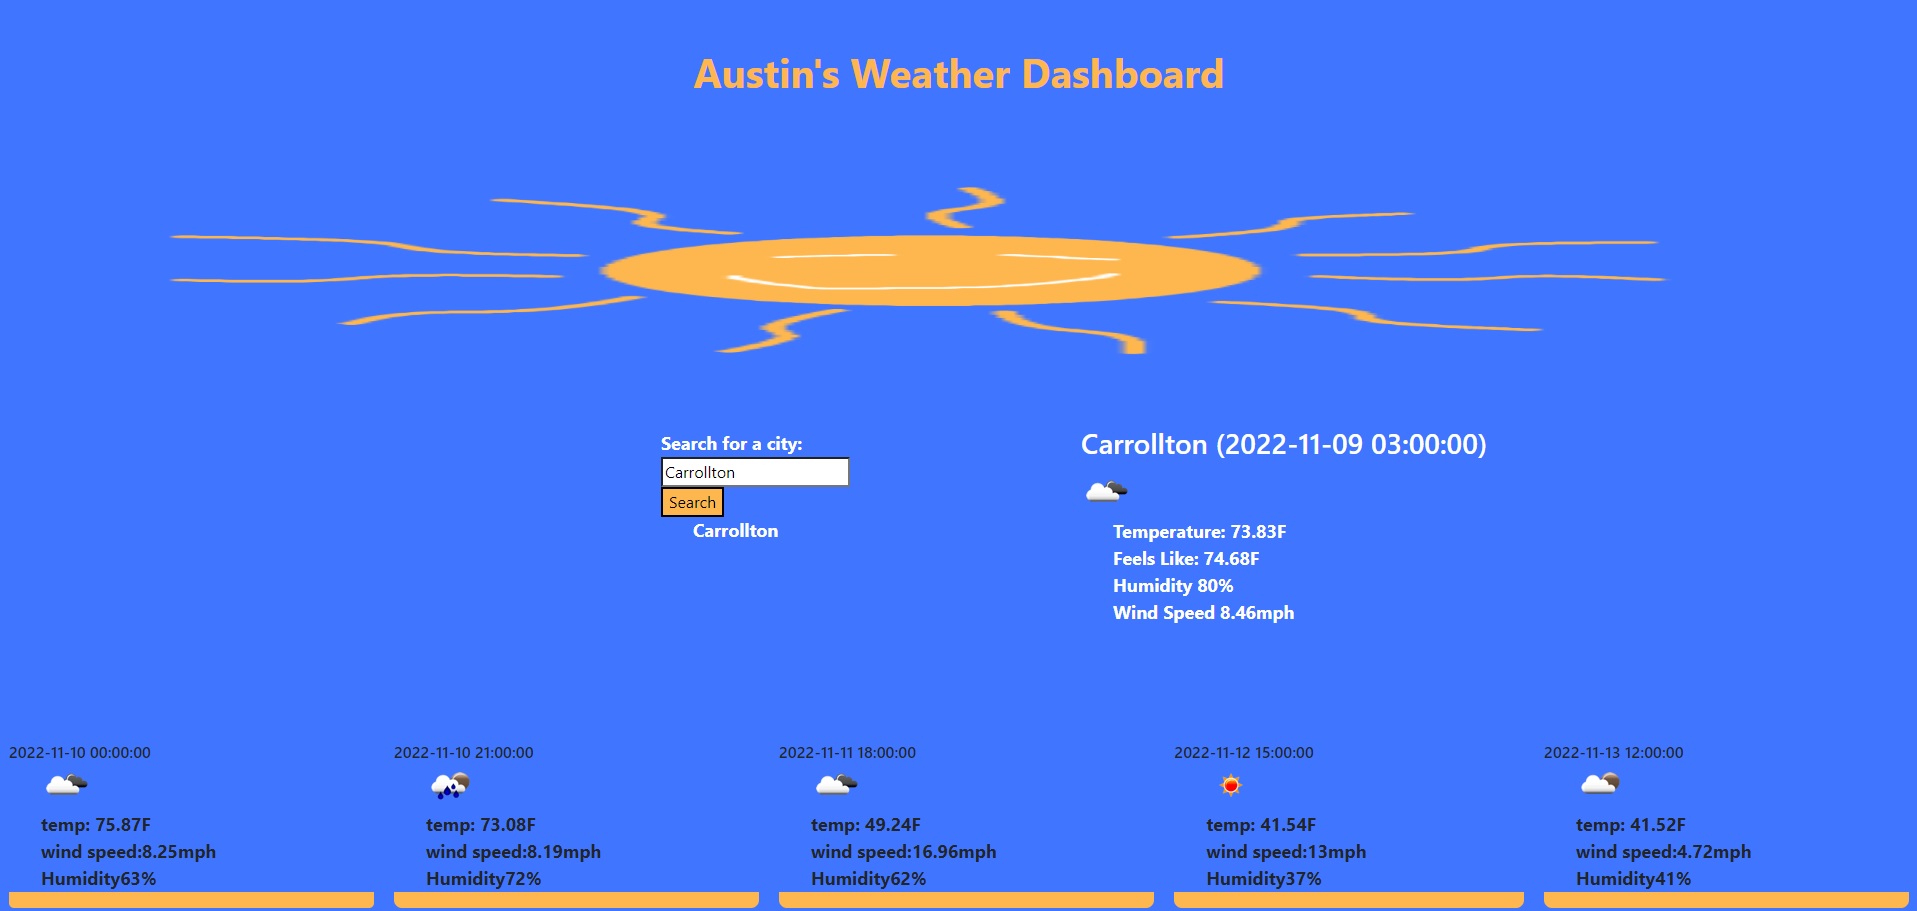 Austin's Weather Dashboard
Search for a city:
Carrollton
Search
Carrollton
Carrollton (2022-11-09 03:00:00)
Temperature: 73.83F
Feels Like: 74.68F
Humidity 80%
Wind Speed 8.46mph
2022-11-10 00:00:00
temp: 75.87F
wind speed:8.25mph
Humidity63%
2022-11-10 21:00:00
temp: 73.08F
wind speed:8.19mph
Humidity72%
2022-11-11 18:00:00
temp: 49.24F
wind speed:16.96mph
Humidity62%
2022-11-12 15:00:00
temp: 41.54F
wind speed:13mph
Humidity37%
2022-11-13 12:00:00
temp: 41.52F
wind speed:4.72mph
Humidity41%